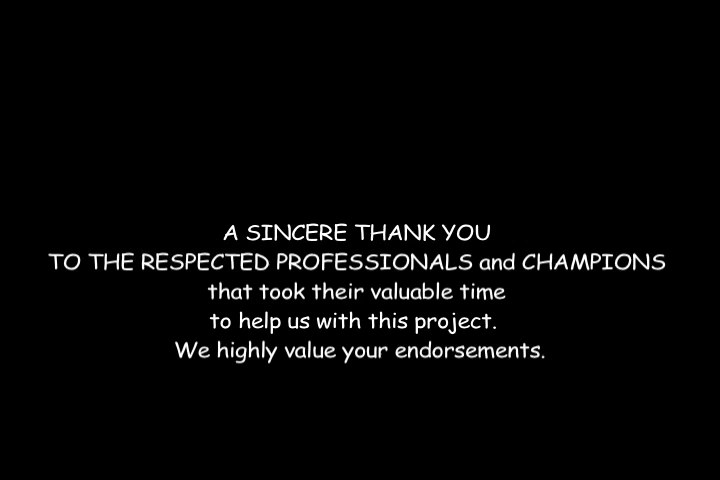 A SINCERE THANK YOU
TO THE RESPECTED PROFESSIONALS and CHAMPIONS
that took their valuable time
to help us with this project.
We highly value your endorsements.